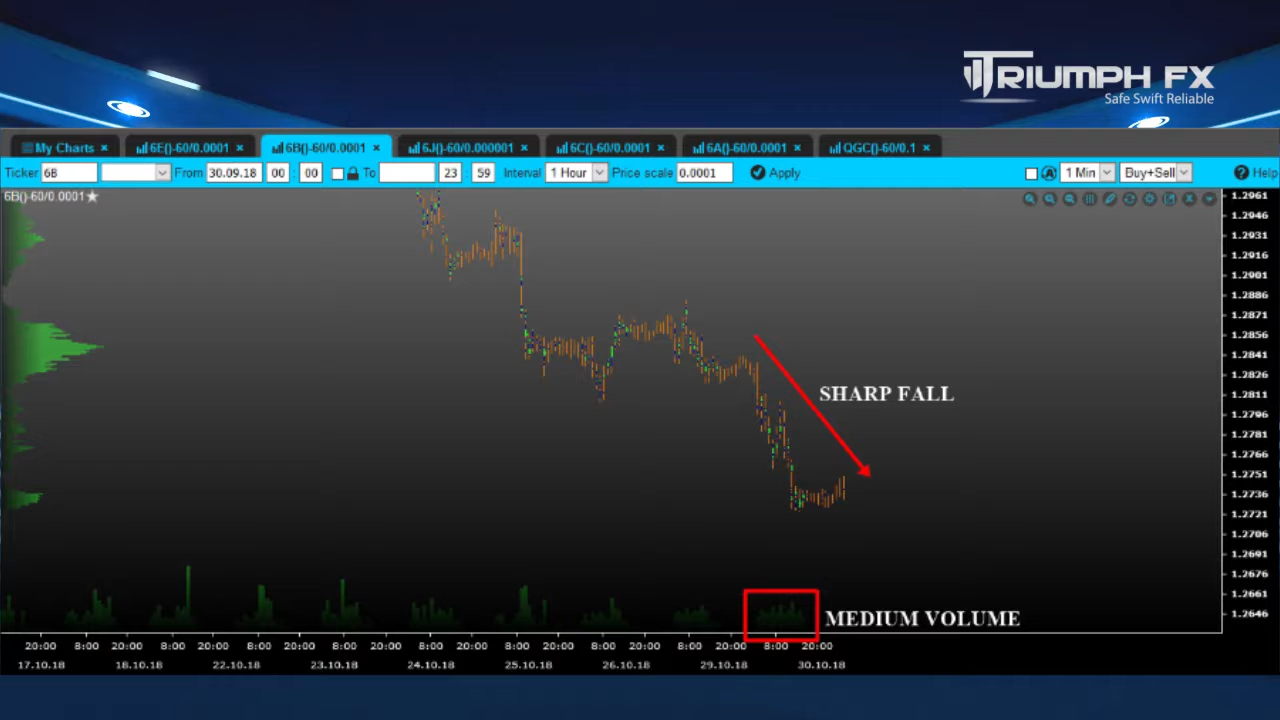 TRIUMPH FX
Safe Swift Reliable
My Charts × 6E()-60/0.0001 × 6B()-60/0.0001 × 6J()-60/0.000001 × 6C()-60/0.0001 × 6A()-60/0.0001 × QGC()-60/0.1 ×
Ticker 6B From 30.09.18 00 : 00 To 23 : 59 Interval 1 Hour Price scale 0.0001 Apply A 1 Min Buy+Sell ? Help
6B()-60/0.0001★
1.2961
1.2946
1.2931
1.2916
1.2901
1.2886
1.2871
1.2856
1.2841
1.2826
1.2811
1.2796
1.2781
1.2766
1.2751
1.2736
1.2721
1.2706
1.2691
1.2676
1.2661
1.2646
SHARP FALL
MEDIUM VOLUME
20:00 8:00 20:00 8:00 20:00 8:00 20:00 8:00 20:00 8:00 20:00 8:00 20:00 8:00 20:00 8:00 20:00 8:00 20:00
17.10.18 18.10.18 22.10.18 23.10.18 24.10.18 25.10.18 26.10.18 29.10.18 30.10.18